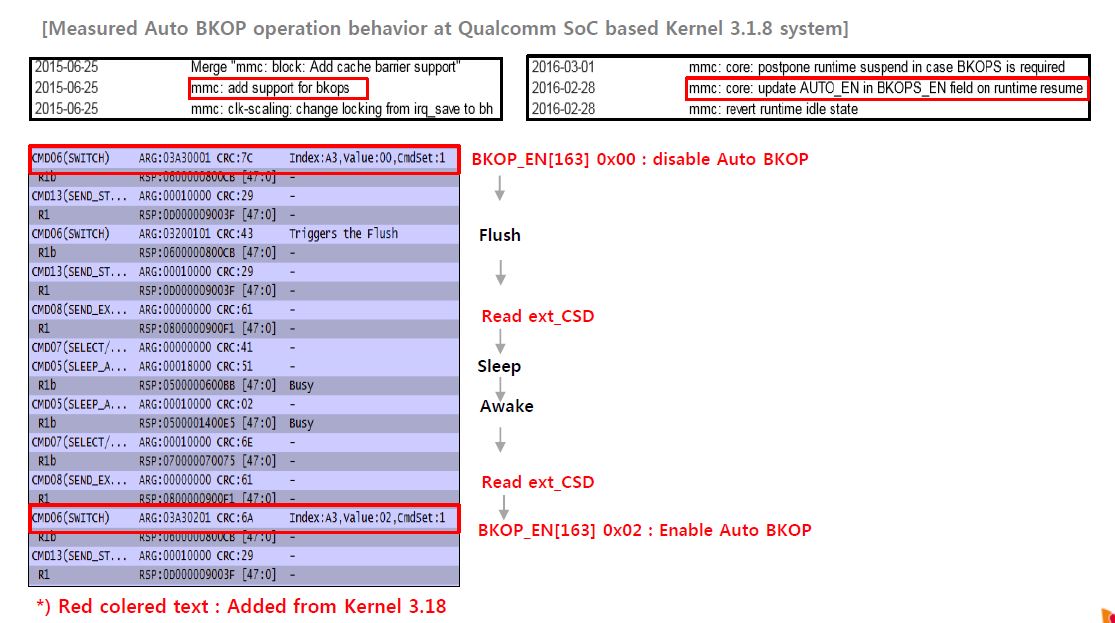 [Measured Auto BKOP operation behavior at Qualcomm SoC based Kernel 3.1.8 system]
2015-06-25 Merge "mmc: block: Add cache barrier support"
2015-06-25 mmc: add support for bkops
2015-06-25 mmc: clk-scaling: change locking from irq_save to bh
2016-03-01 mmc: core: postpone runtime suspend in case BKOPS is required
2016-02-28 mmc: core: update AUTO_EN in BKOPS_EN field on runtime resume
2016-02-28 mmc: revert runtime idle state
CMD06(SWITCH) ARG:03A30001 CRC:7C Index:A3,Value:00,CmdSet:1
R1b RSP:0600000800CB [47:0] -
CMD13(SEND_ST... ARG:00010000 CRC:29 -
R1 RSP:0D000009003F [47:0] -
CMD06(SWITCH) ARG:03200101 CRC:43 Triggers the Flush
R1b RSP:0600000800CB [47:0] -
CMD13(SEND_ST... ARG:00010000 CRC:29 -
R1 RSP:0D000009003F [47:0] -
CMD08(SEND_EX... ARG:00000000 CRC:61 -
R1 RSP:0800000900F1 [47:0] -
CMD07(SELECT/... ARG:00000000 CRC:41 -
CMD05(SLEEP_A... ARG:00018000 CRC:51 -
R1b RSP:0500000600BB [47:0] Busy
CMD05(SLEEP_A... ARG:00010000 CRC:02 -
R1b RSP:0500001400E5 [47:0] Busy
CMD07(SELECT/... ARG:00010000 CRC:6E -
R1b RSP:070000070075 [47:0] -
CMD08(SEND_EX... ARG:00000000 CRC:61 -
R1 RSP:0800000900F1 [47:0] -
CMD06(SWITCH) ARG:03A30201 CRC:6A Index:A3,Value:02,CmdSet:1
R1b RSP:0600000800CB [47:0] -
CMD13(SEND_ST... ARG:00010000 CRC:29 -
R1 RSP:0D000009003F [47:0] -
BKOP_EN[163] 0x00 : disable Auto BKOP
Flush
Read ext_CSD
Sleep
Awake
Read ext_CSD
BKOP_EN[163] 0x02 : Enable Auto BKOP
*) Red colered text : Added from Kernel 3.18